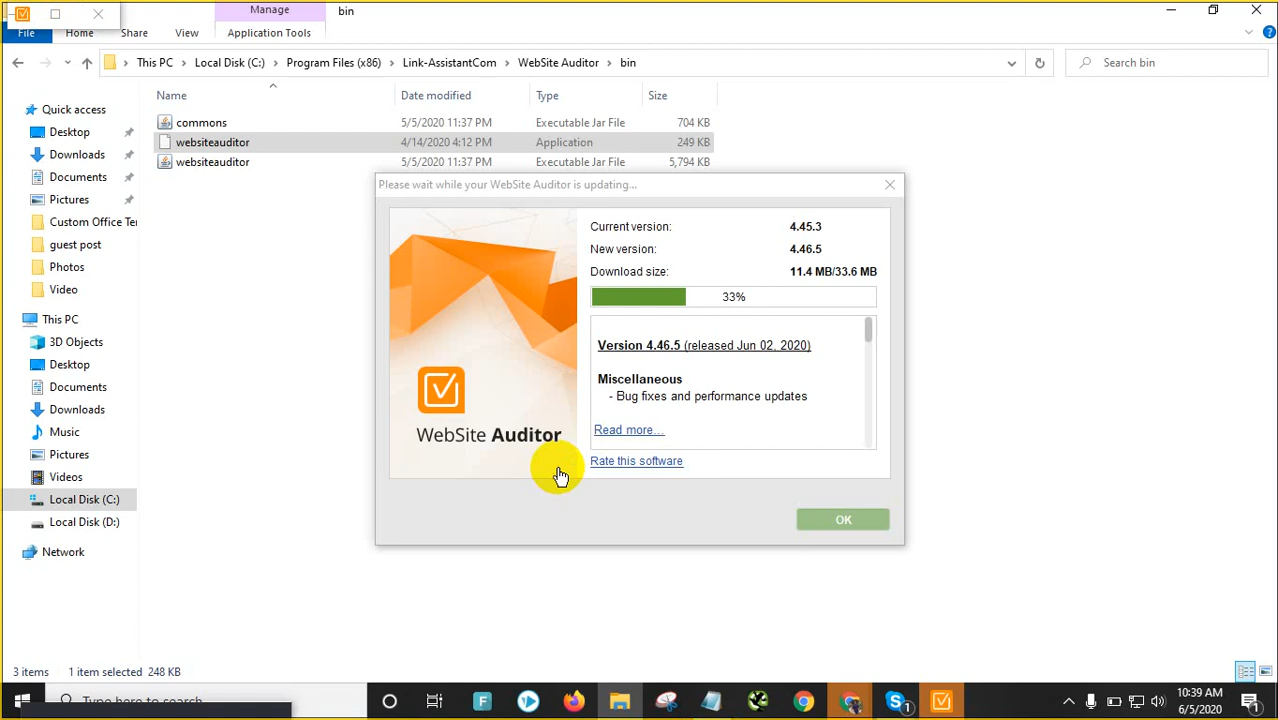 Manage
bin
File
Home
Share
View
Application Tools
This PC
Local Disk (C:)
Program Files (x86)
Link-AssistantCom
WebSite Auditor
bin
Search bin
Name
Date modified
Type
Size
Quick access
Desktop
Downloads
Documents
Pictures
Custom Office Te
guest post
Photos
Video
This PC
3D Objects
Desktop
Documents
Downloads
Music
Pictures
Videos
Local Disk (C:)
Local Disk (D:)
Network
commons 5/5/2020 11:37 PM Executable Jar File 704 KB
websiteauditor 4/14/2020 4:12 PM Application 249 KB
websiteauditor 5/5/2020 11:37 PM Executable Jar File 5,794 KB
Please wait while your WebSite Auditor is updating...
WebSite Auditor
Current version: 4.45.3
New version: 4.46.5
Download size: 11.4 MB/33.6 MB
33%
Version 4.46.5 (released Jun 02, 2020)
Miscellaneous
- Bug fixes and performance updates
Read more...
Rate this software
OK
3 items
1 item selected 248 KB
Type here to search
F
S
1
10:39 AM
6/5/2020
1